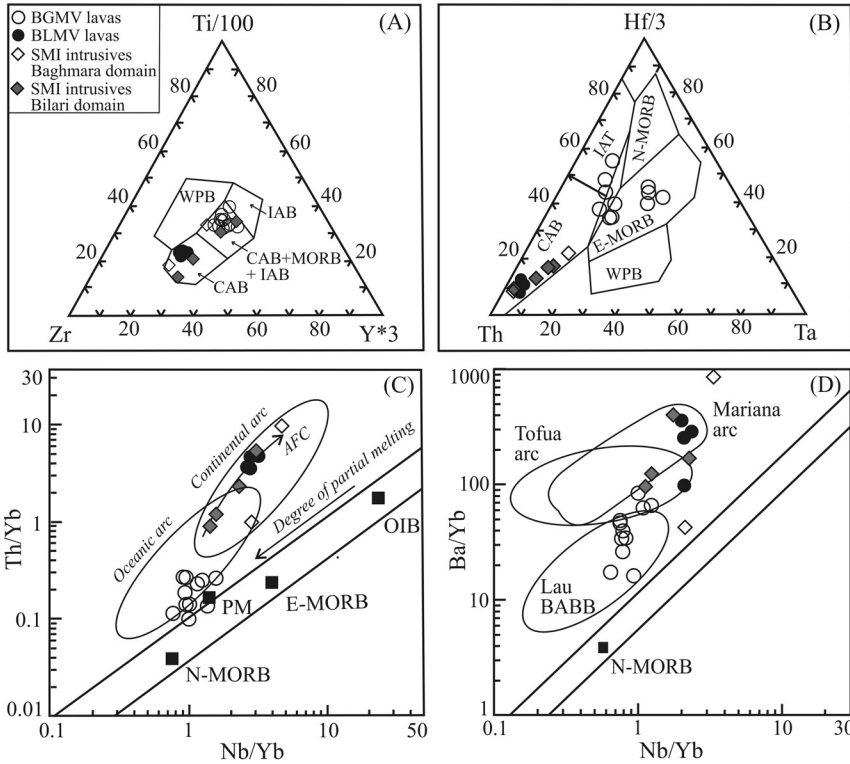 BGMV lavas
BLMV lavas
SMI intrusives
Baghmara domain
SMI intrusives
Bilari domain
Ti/100
(A)
80
80
60
60
40
40
20
20
WPB
IAB
CAB+MORB
+ IAB
CAB
Zr
20
40
60
80
Y*3
Hf/3
(B)
80
80
60
60
40
40
20
20
IAT
N-MORB
CAB
E-MORB
WPB
Th
20
40
60
80
Ta
(C)
30
10
1
0.1
0.01
Th/Yb
Continental arc
AFC
Oceanic arc
Degree of partial melting
OIB
PM
E-MORB
N-MORB
0.1
1
10
50
Nb/Yb
(D)
1000
100
10
1
Ba/Yb
Tofua
arc
Mariana
arc
Lau
BABB
N-MORB
1
10
30
Nb/Yb